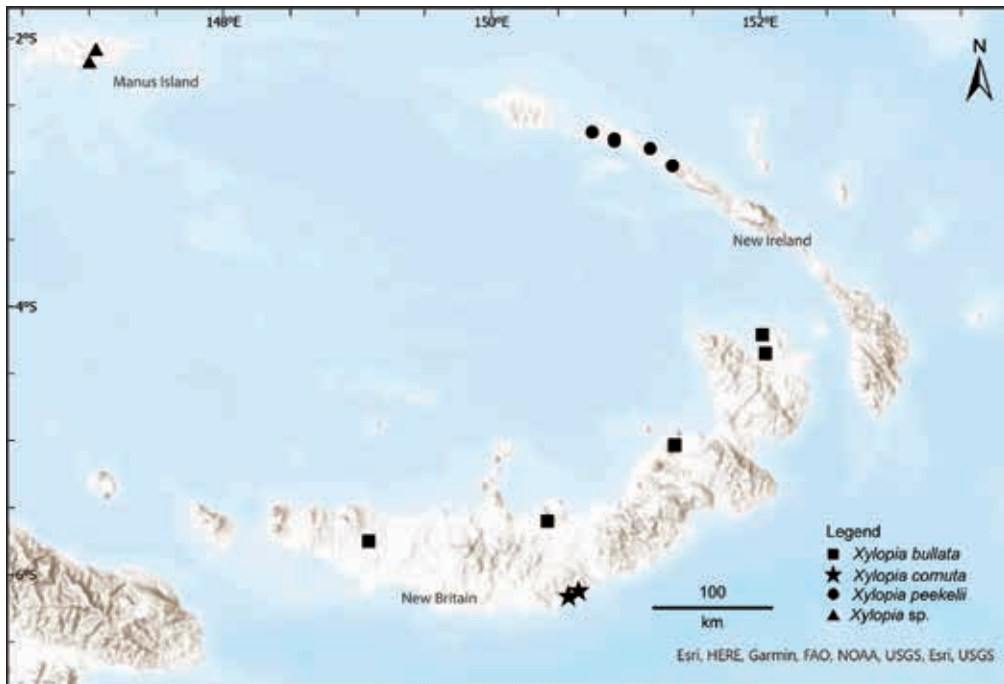 148°E
150°E
152°E
2°S
N
Manus Island
New Ireland
4°S
Legend
Xylopia bullata
6°S
Xylopia cornuta
New Britain
100
Xylopia peekelii
km
Xylopia sp.
Esri, HERE, Garmin, FAO, NOAA, USGS, Esri, USGS